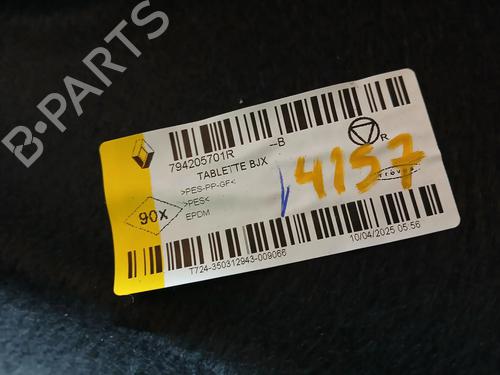 B-PARTS
794205701R --B
TABLETTE BJX
R
>PES-PP-GF<
>PES<
EPDM
90X
4157
Treves
T724-350312943-009066
10/04/2025 05:56